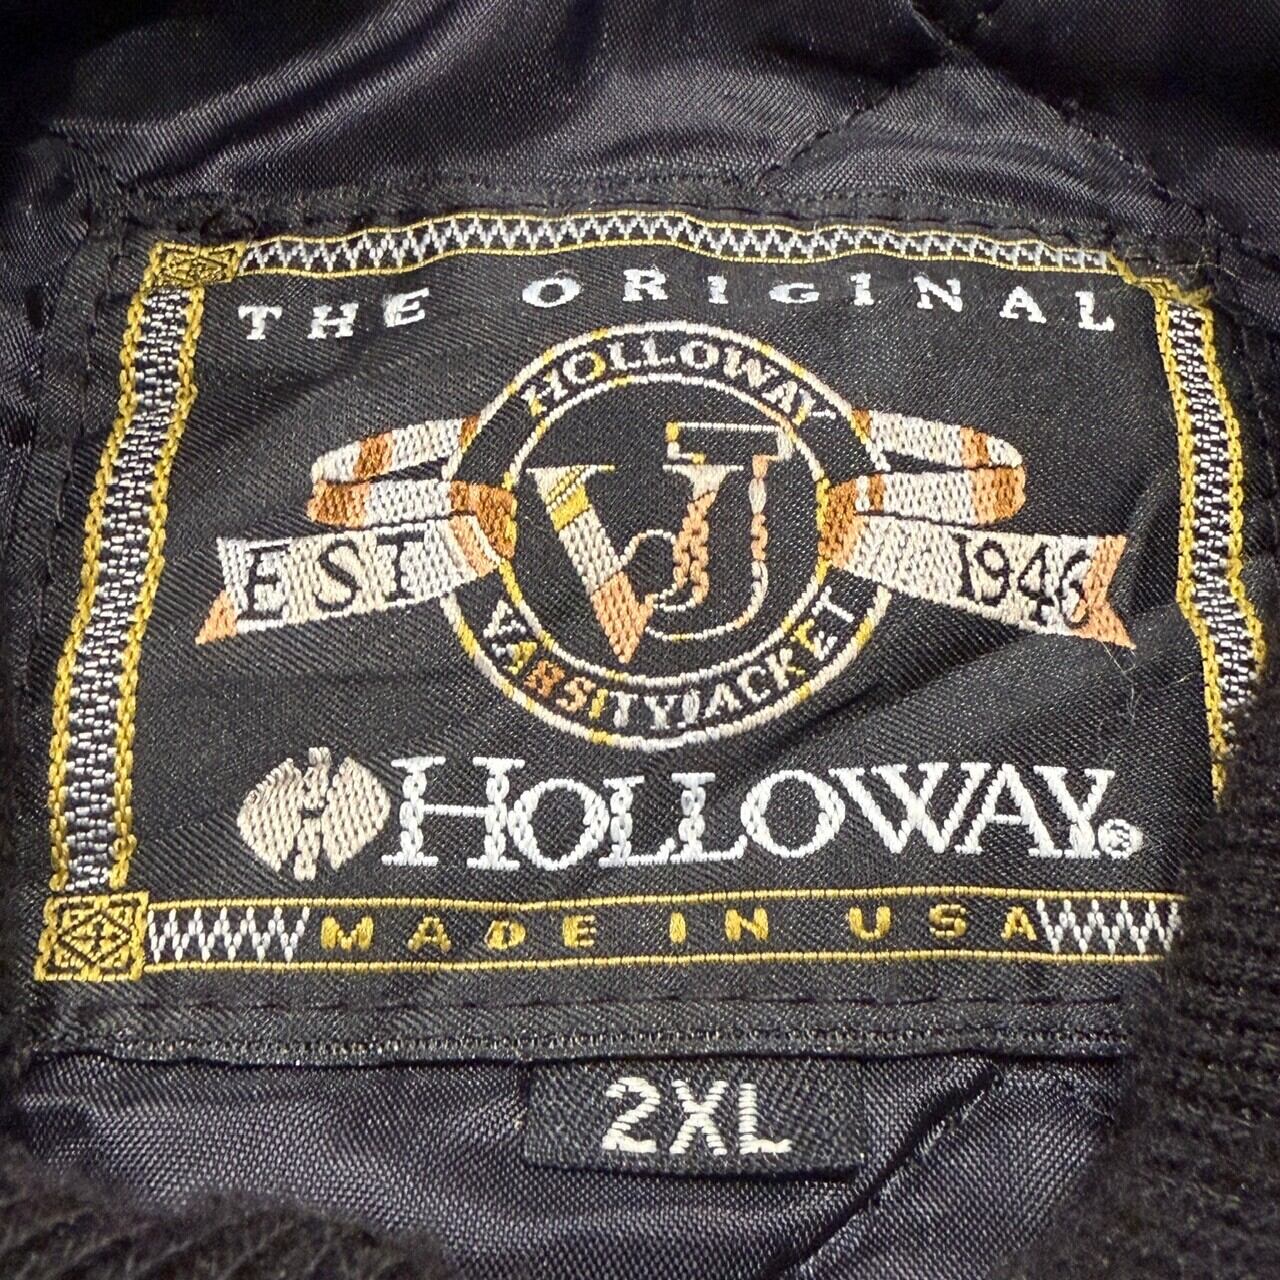 THE ORIGINAL
HOLLOWAY
VJ
EST 1946
VARSITY JACKET
HOLLOWAY®
MADE IN USA
2XL